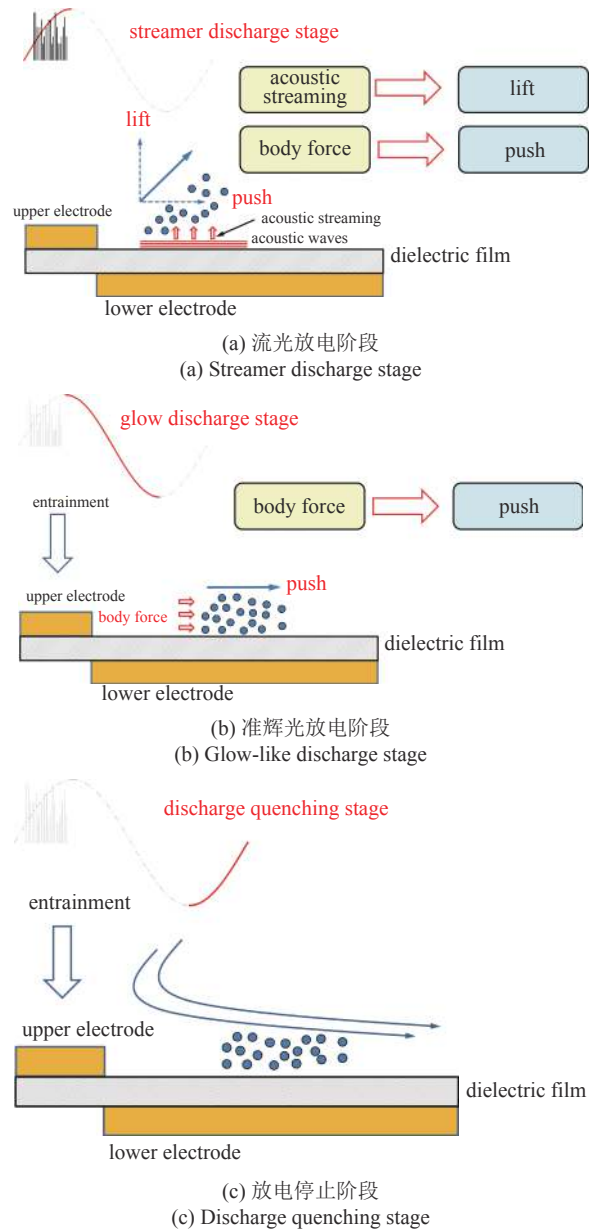 streamer discharge stage
acoustic
streaming
lift
lift
body force
push
push
upper electrode
acoustic streaming
acoustic waves
dielectric film
lower electrode
(a) 流光放电阶段
(a) Streamer discharge stage
glow discharge stage
entrainment
body force
push
upper electrode
push
body force
dielectric film
lower electrode
(b) 准辉光放电阶段
(b) Glow-like discharge stage
discharge quenching stage
entrainment
upper electrode
dielectric film
lower electrode
(c) 放电停止阶段
(c) Discharge quenching stage